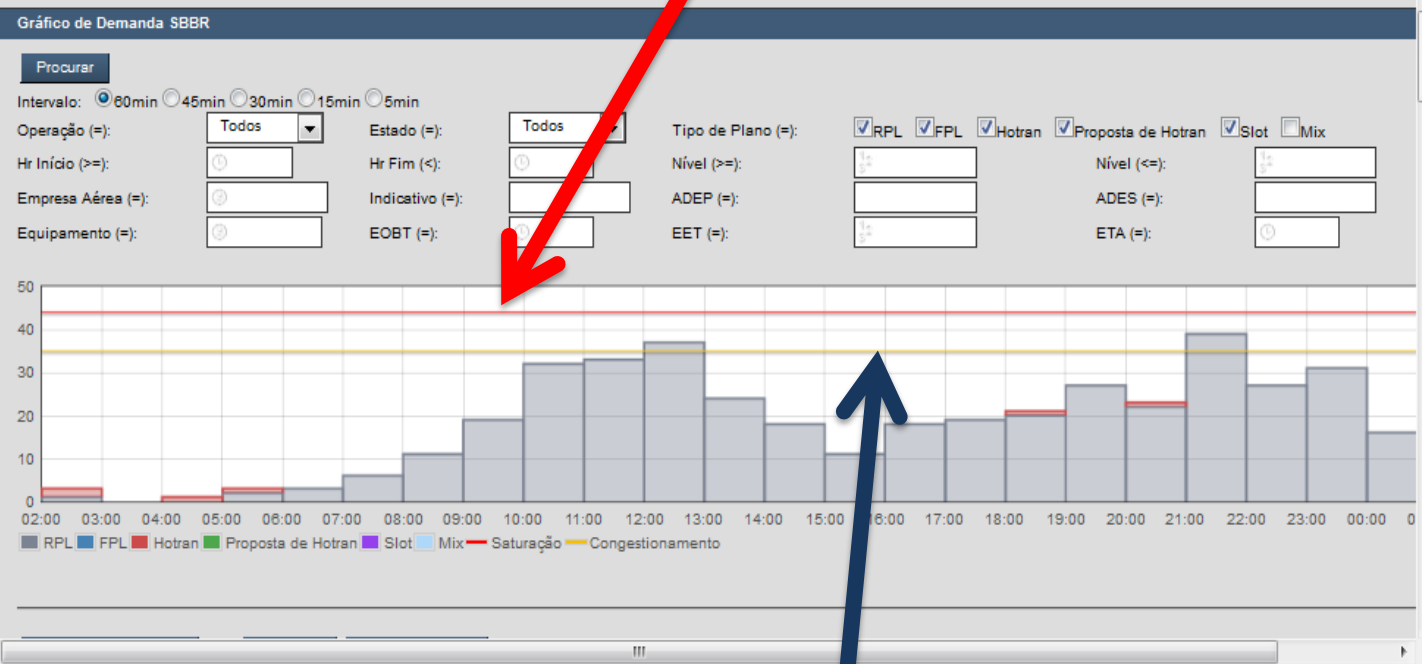 Gráfico de Demanda SBBR
Procurar
Intervalo: 60min 45min 30min 15min 5min
Operação (=): Todos Estado (=): Todos Tipo de Plano (=): RPL FPL Hotran Proposta de Hotran Slot Mix
Hr Início (>=): Hr Fim (<): Nível (>=): Nível (<=):
Empresa Aérea (=): Indicativo (=): ADEP (=): ADES (=):
Equipamento (=): EOBT (=): EET (=): ETA (=):
50
40
30
20
10
0
02:00 03:00 04:00 05:00 06:00 07:00 08:00 09:00 10:00 11:00 12:00 13:00 14:00 15:00 16:00 17:00 18:00 19:00 20:00 21:00 22:00 23:00 00:00 0
RPL FPL Hotran Proposta de Hotran Slot Mix Saturação Congestionamento